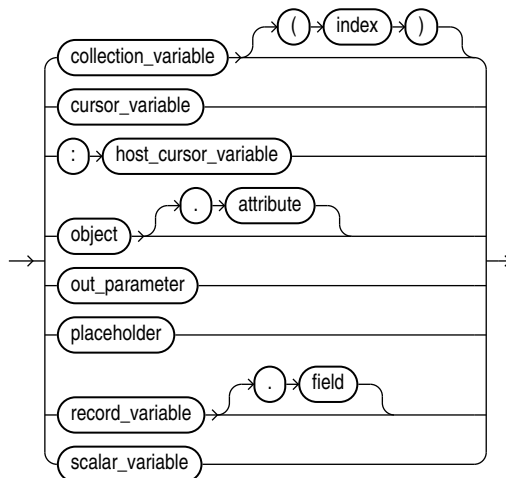 ( index )
collection_variable
cursor_variable
: host_cursor_variable
. attribute
object
out_parameter
placeholder
. field
record_variable
scalar_variable